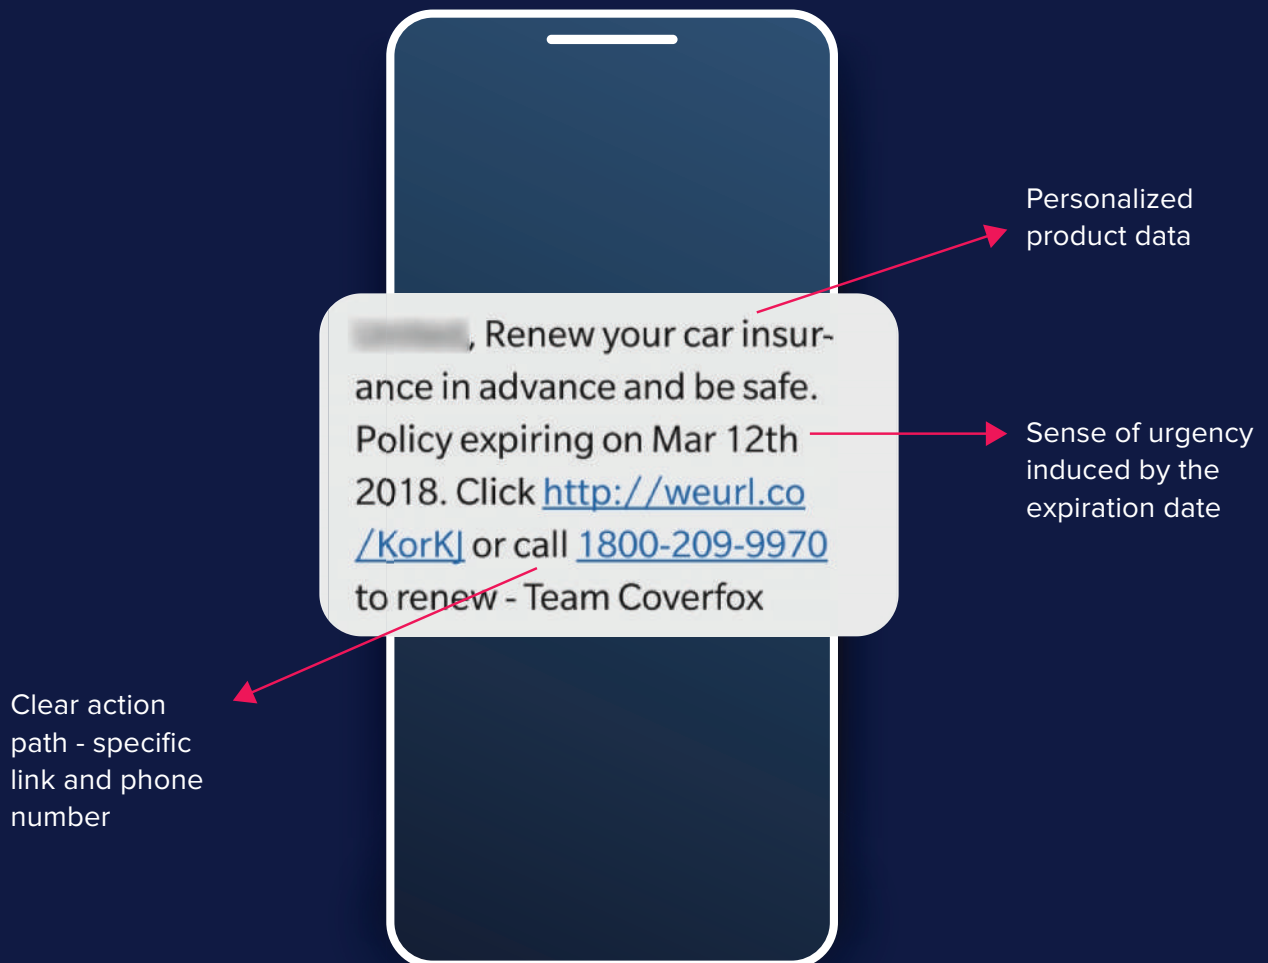 , Renew your car insur-
ance in advance and be safe.
Policy expiring on Mar 12th
2018. Click http://weurl.co
/KorKJ or call 1800-209-9970
to renew - Team Coverfox
Personalized
product data
Sense of urgency
induced by the
expiration date
Clear action
path - specific
link and phone
number